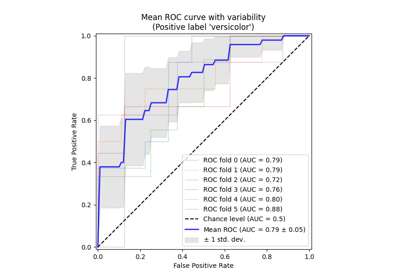 Mean ROC curve with variability
(Positive label 'versicolor')
True Positive Rate
1.0
0.8
0.6
0.4
0.2
0.0
ROC fold 0 (AUC = 0.79)
ROC fold 1 (AUC = 0.79)
ROC fold 2 (AUC = 0.72)
ROC fold 3 (AUC = 0.76)
ROC fold 4 (AUC = 0.80)
ROC fold 5 (AUC = 0.88)
Chance level (AUC = 0.5)
Mean ROC (AUC = 0.79 ± 0.05)
± 1 std. dev.
0.0 0.2 0.4 0.6 0.8 1.0
False Positive Rate